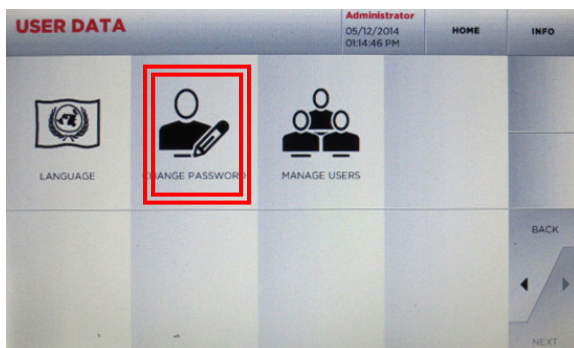 USER DATA
Administrator
05/12/2014
01:14:46 PM
HOME
INFO
LANGUAGE
CHANGE PASSWORD
MANAGE USERS
BACK
NEXT